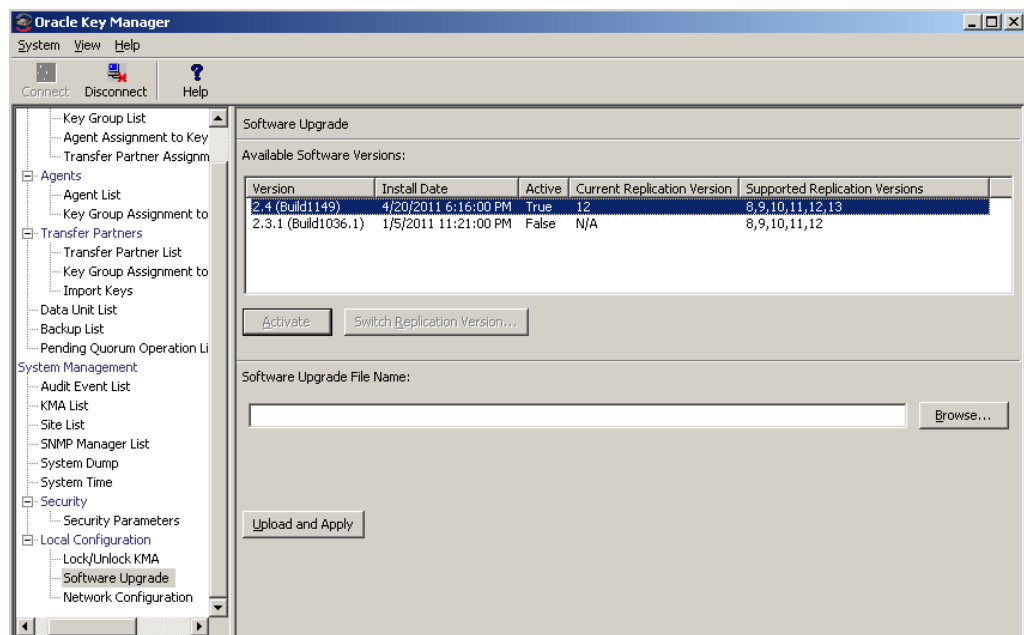 Oracle Key Manager
System View Help
Connect Disconnect Help
Key Group List
Agent Assignment to Key
Transfer Partner Assignm
Agents
Agent List
Key Group Assignment to
Transfer Partners
Transfer Partner List
Key Group Assignment to
Import Keys
Data Unit List
Backup List
Pending Quorum Operation Li
System Management
Audit Event List
KMA List
Site List
SNMP Manager List
System Dump
System Time
Security
Security Parameters
Local Configuration
Lock/Unlock KMA
Software Upgrade
Network Configuration
Software Upgrade
Available Software Versions:
Version Install Date Active Current Replication Version Supported Replication Versions
2.4 (Build1149) 4/20/2011 6:16:00 PM True 12 8,9,10,11,12,13
2.3.1 (Build1036.1) 1/5/2011 11:21:00 PM False N/A 8,9,10,11,12
Activate Switch Replication Version...
Software Upgrade File Name:
Browse...
Upload and Apply